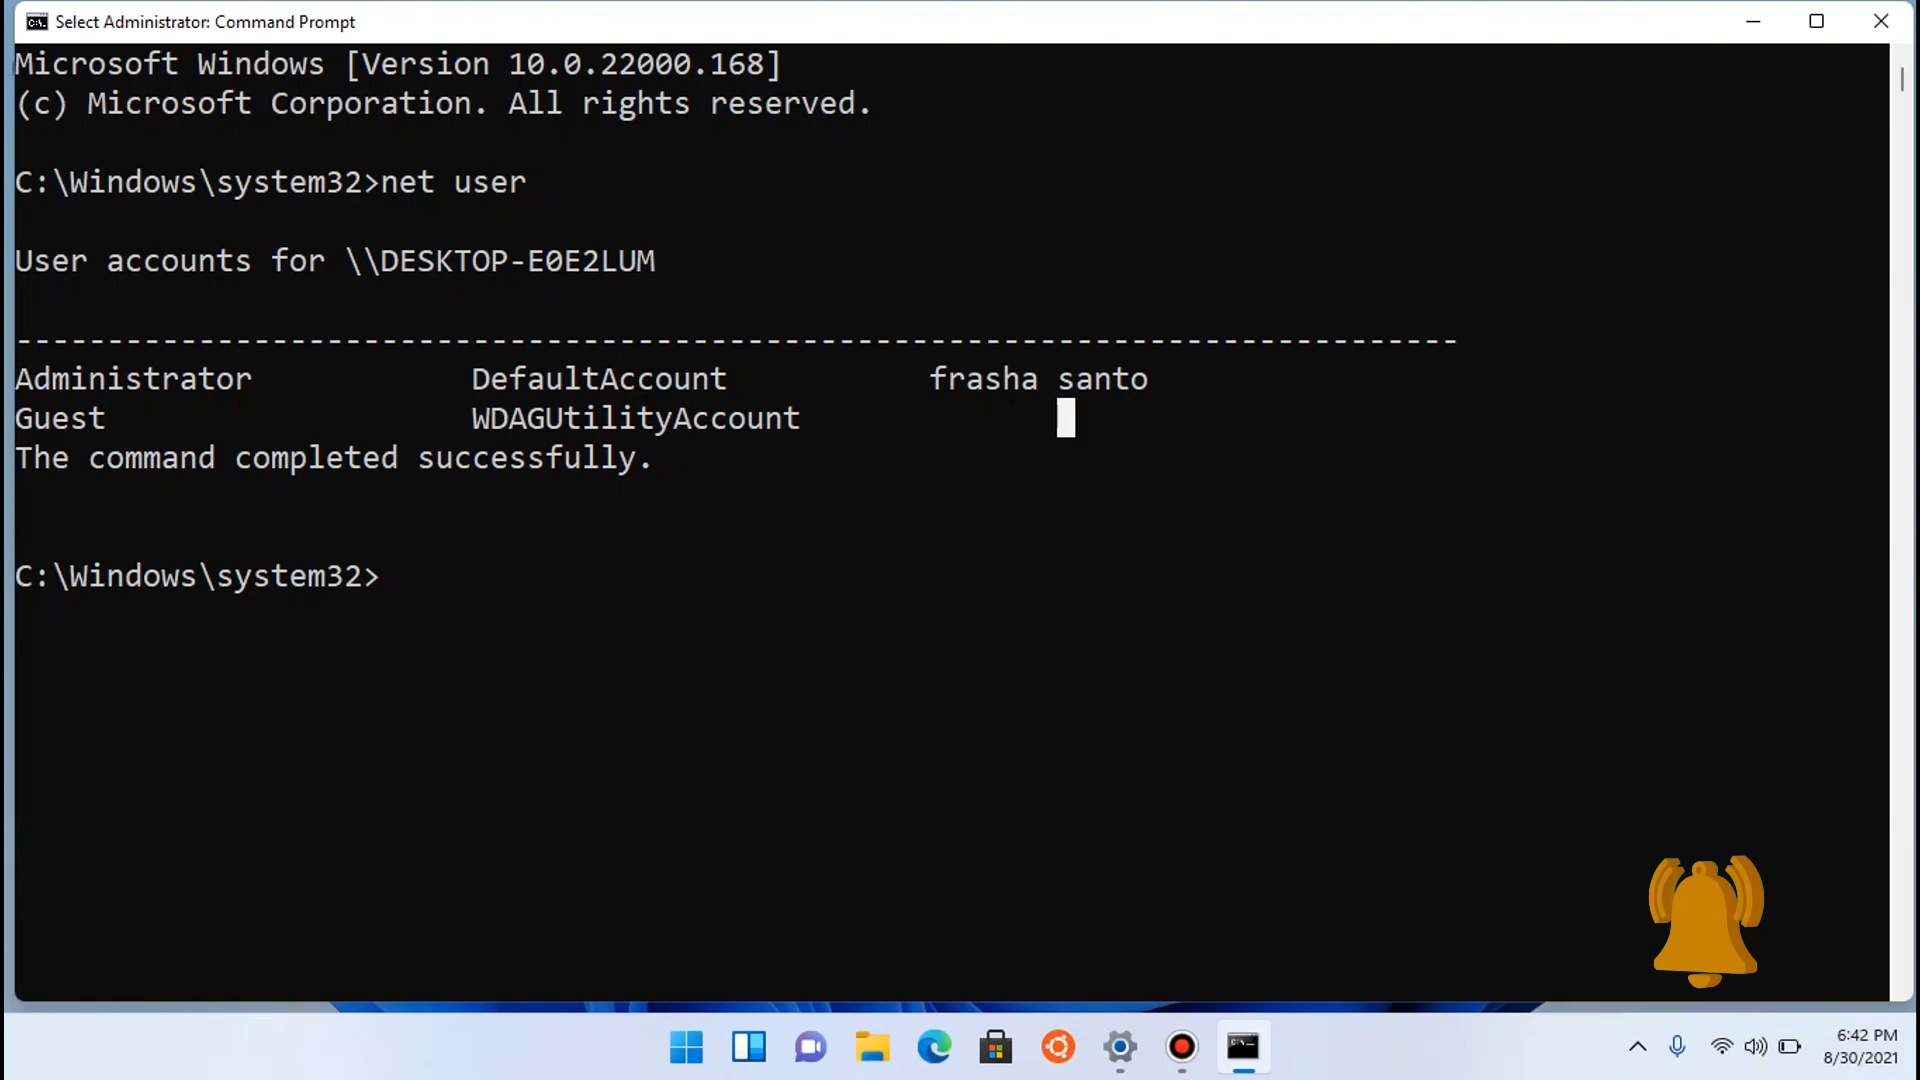 Select Administrator: Command Prompt
Microsoft Windows [Version 10.0.22000.168]
(c) Microsoft Corporation. All rights reserved.
C:\Windows\system32>net user
User accounts for \\DESKTOP-E0E2LUM
-------------------------------------------------------------------------------
Administrator DefaultAccount frasha santo
Guest WDAGUtilityAccount
The command completed successfully.
C:\Windows\system32>
6:42 PM
8/30/2021